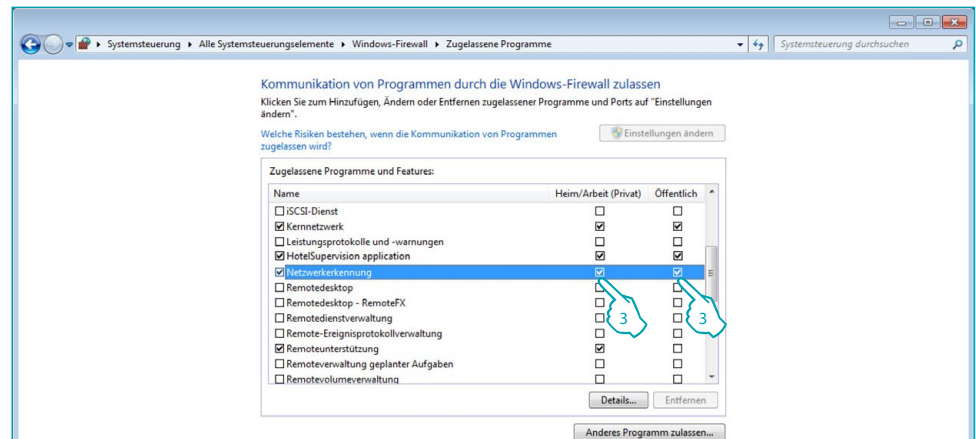 Systemsteuerung Alle Systemsteuerungselemente Windows-Firewall Zugelassene Programme Systemsteuerung durchsuchen
Kommunikation von Programmen durch die Windows-Firewall zulassen
Klicken Sie zum Hinzufügen, Ändern oder Entfernen zugelassener Programme und Ports auf "Einstellungen
ändern".
Welche Risiken bestehen, wenn die Kommunikation von Programmen
zugelassen wird?
Einstellungen ändern
Zugelassene Programme und Features:
Name Heim/Arbeit (Privat) Öffentlich
iSCSI-Dienst
Kernnetzwerk
Leistungsprotokolle und -warnungen
HotelSupervision application
Netzwerkerkennung
Remotedesktop
Remotedesktop - RemoteFX
Remotedienstverwaltung
3 3
Remote-Ereignisprotokollverwaltung
Remoteunterstützung
Remoteverwaltung geplanter Aufgaben
Remotevolumeverwaltung
Details... Entfernen
Anderes Programm zulassen...